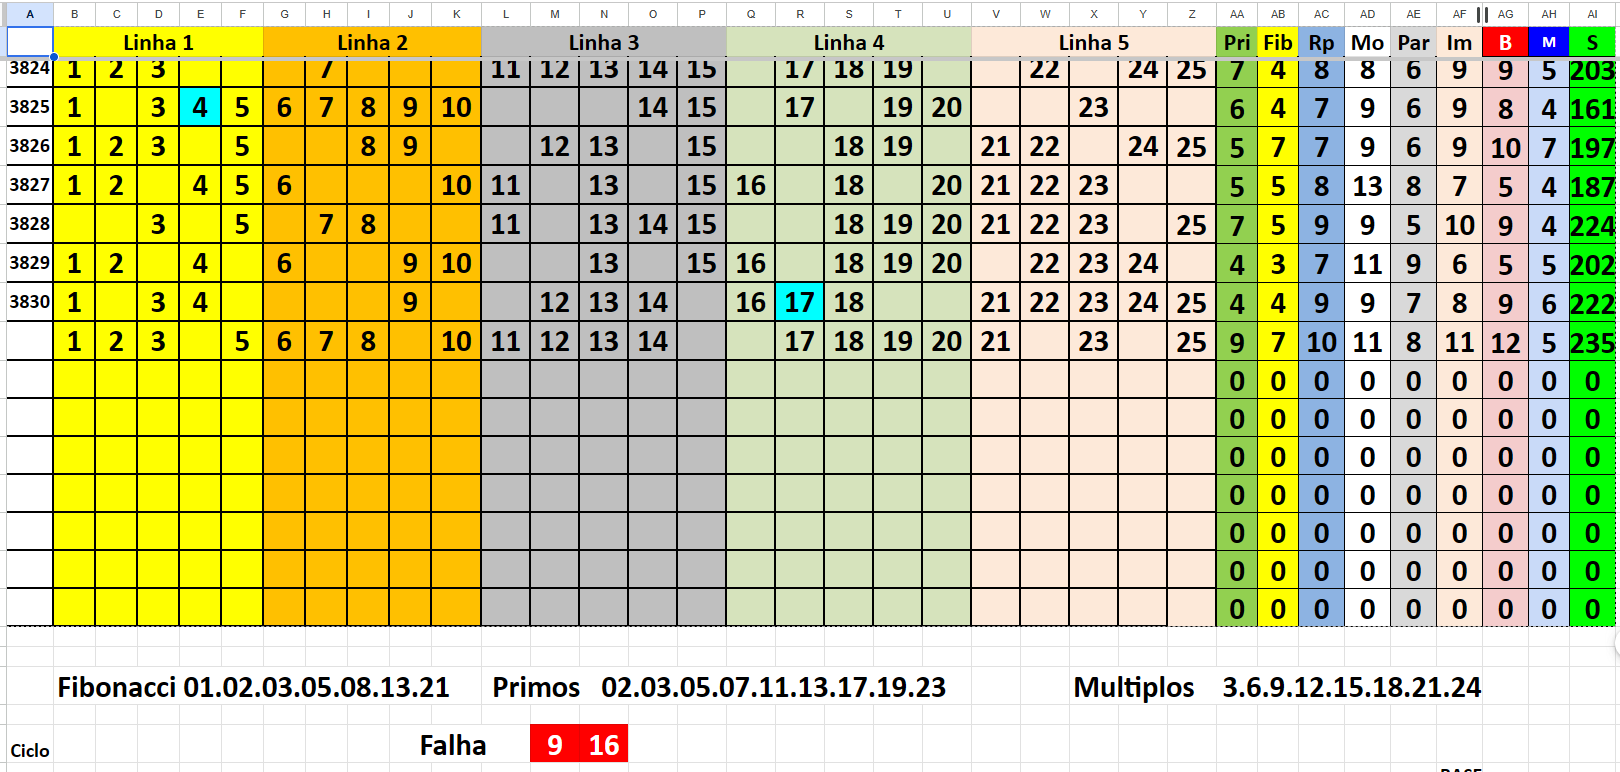 A B C D E F G H I J K L M N O P Q R S T U V W X Y Z AA AB AC AD AE AF AG AH AI
Linha 1 Linha 2 Linha 3 Linha 4 Linha 5 Pri Fib Rp Mo Par Im B M S
3824 1 2 3 7 11 12 13 14 15 17 18 19 22 24 25 7 4 8 8 6 9 9 5 203
3825 1 3 4 5 6 7 8 9 10 14 15 17 19 20 23 6 4 7 9 6 9 8 4 161
3826 1 2 3 5 8 9 12 13 15 18 19 21 22 24 25 5 7 7 9 6 9 10 7 197
3827 1 2 4 5 6 10 11 13 15 16 18 20 21 22 23 5 5 8 13 8 7 5 4 187
3828 3 5 7 8 11 13 14 15 18 19 20 21 22 23 25 7 5 9 9 5 10 9 4 224
3829 1 2 4 6 9 10 13 15 16 18 19 20 22 23 24 4 3 7 11 9 6 5 5 202
3830 1 3 4 9 12 13 14 16 17 18 21 22 23 24 25 4 4 9 9 7 8 9 6 222
1 2 3 5 6 7 8 10 11 12 13 14 17 18 19 20 21 23 25 9 7 10 11 8 11 12 5 235
0 0 0 0 0 0 0 0 0
0 0 0 0 0 0 0 0 0
0 0 0 0 0 0 0 0 0
0 0 0 0 0 0 0 0 0
0 0 0 0 0 0 0 0 0
0 0 0 0 0 0 0 0 0
0 0 0 0 0 0 0 0 0
Fibonacci 01.02.03.05.08.13.21 Primos 02.03.05.07.11.13.17.19.23 Multiplos 3.6.9.12.15.18.21.24
Ciclo Falha 9 16